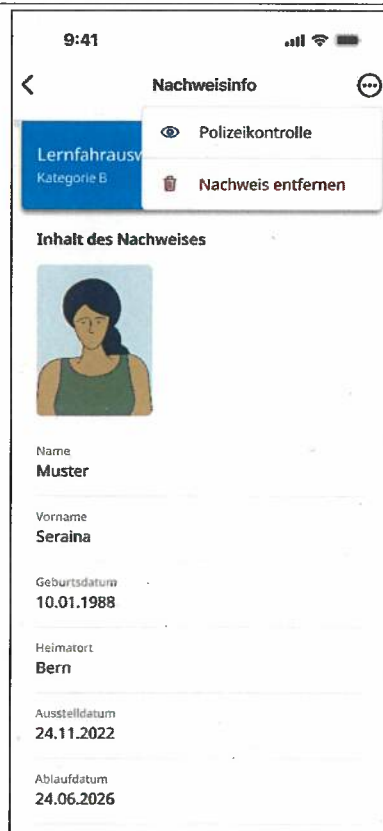 9:41
Nachweisinfo
Polizeikontrolle
Lernfahrausw
Kategorie B
Nachweis entfernen
Inhalt des Nachweises
Name
Muster
Vorname
Seraina
Geburtsdatum
10.01.1988
Heimatort
Bern
Ausstelldatum
24.11.2022
Ablaufdatum
24.06.2026